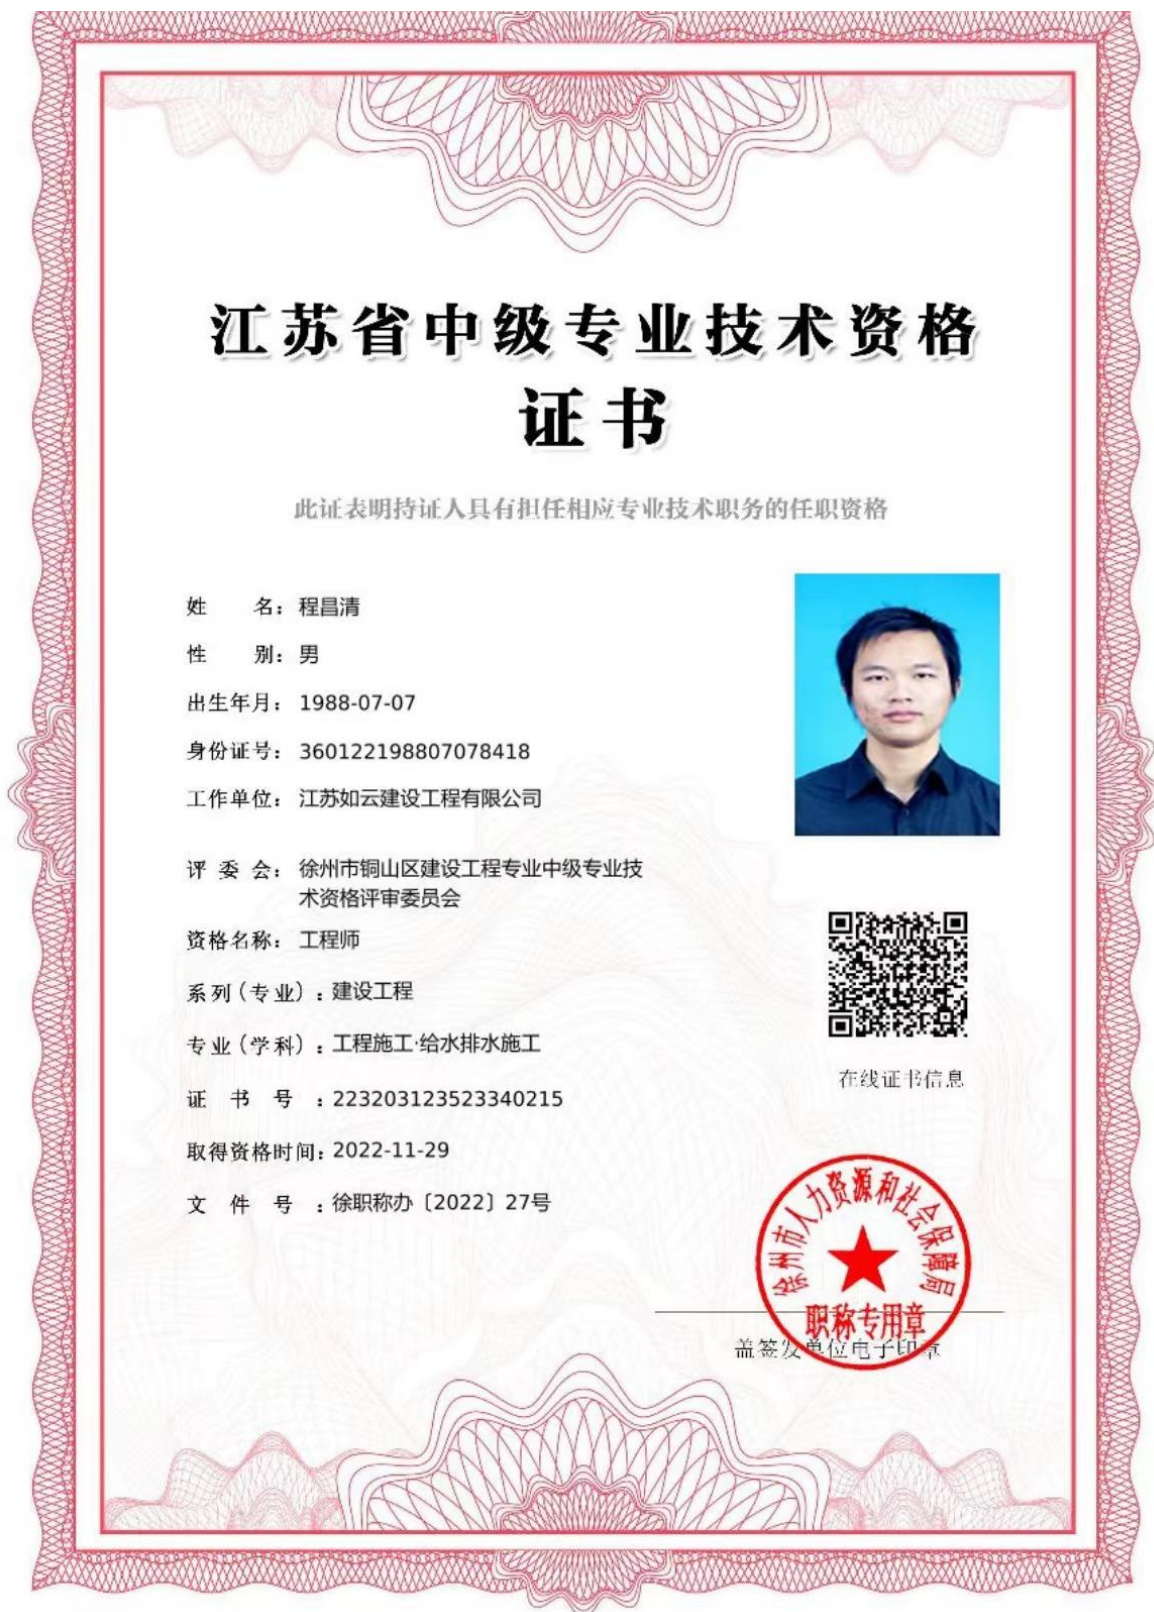 江苏省中级专业技术资格
证书
此证表明持证人具有担任相应专业技术职务的任职资格
姓 名：程昌清
性 别：男
出生年月：1988-07-07
身份证号：360122198807078418
工作单位：江苏如云建设工程有限公司
评 委 会：徐州市铜山区建设工程专业中级专业技
术资格评审委员会
资格名称：工程师
系列(专业)：建设工程
专业(学科)：工程施工·给水排水施工
在线证书信息
证 书 号：223203123523340215
取得资格时间：2022-11-29
文 件 号：徐职称办〔2022〕27号
徐州市人力资源和社会保障局
职称专用章
盖签发单位电子印章